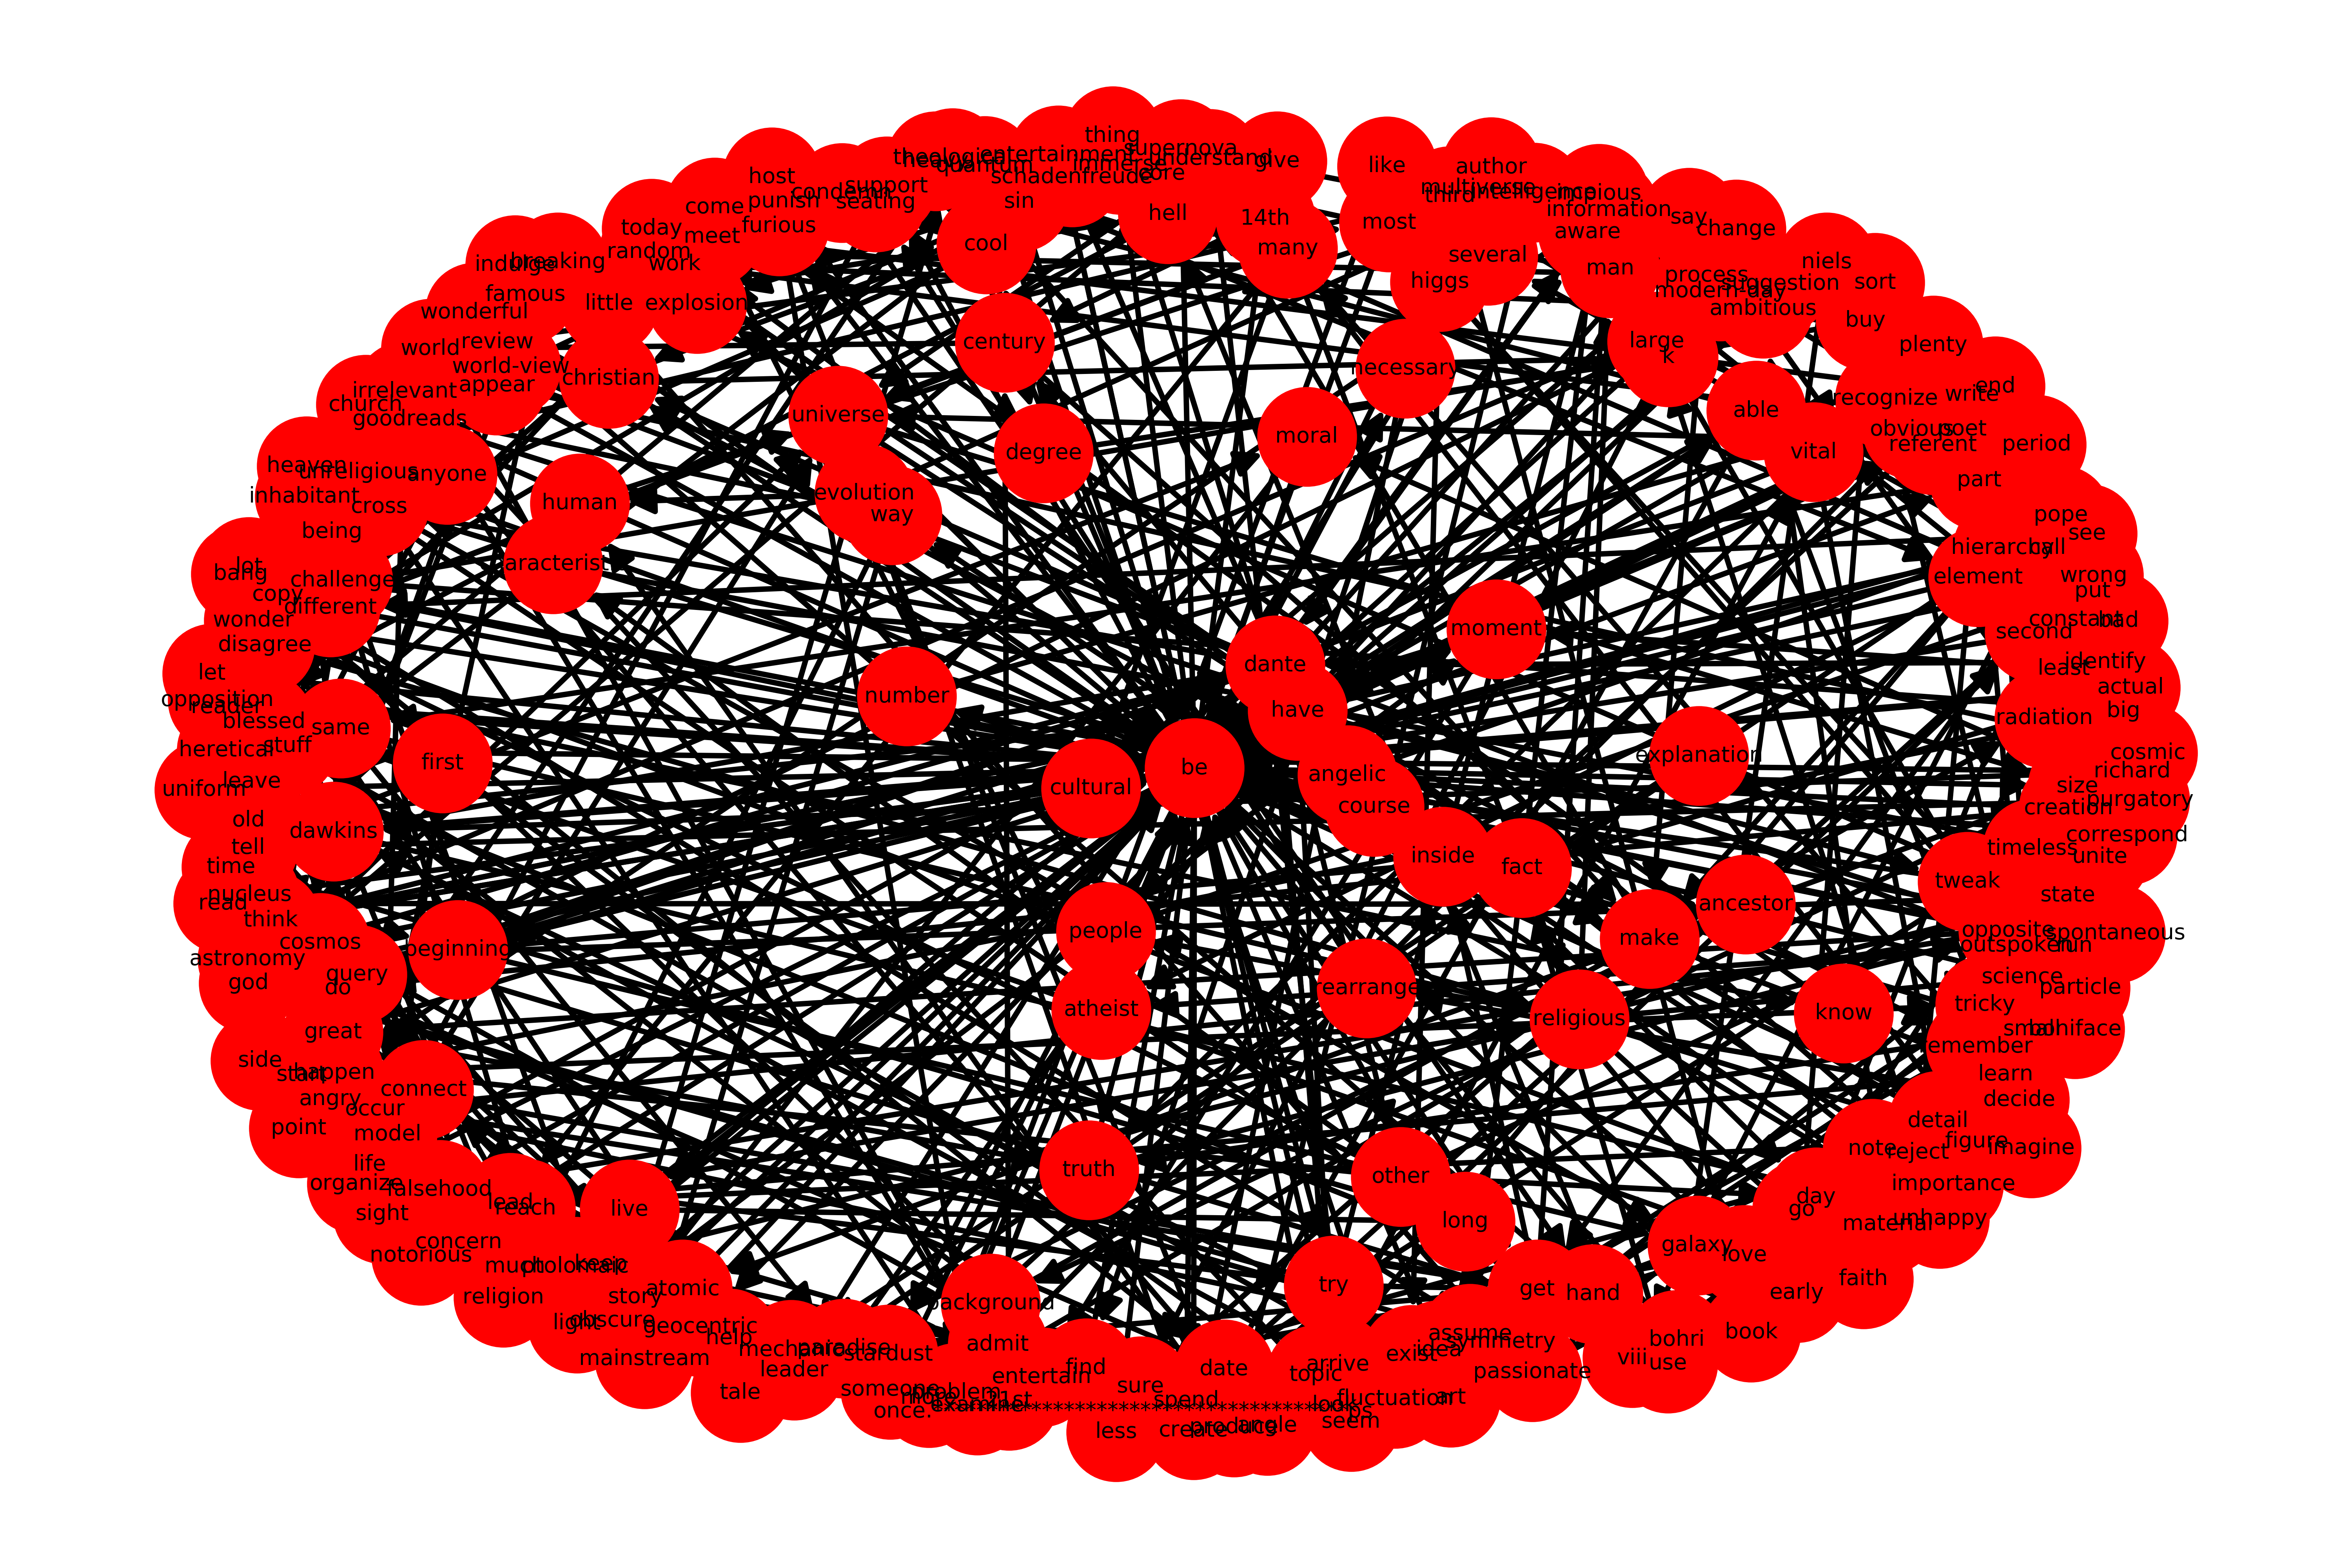 thing
supernova
theological
heavy
quantum
entertainment
immerse
understand
give
like
author
host
condemn
support
schadenfreude
core
multiverse
third
intelligence
impious
come
punish
seating
sin
hell
14th
most
information
say
change
today
meet
furious
cool
many
several
aware
random
work
man
niels
indulge
breaking
higgs
process
suggestion
sort
famous
little
explosion
modern-day
ambitious
wonderful
century
buy
world
review
necessary
large
k
plenty
world-view
christian
irrelevant
appear
end
church
goodreads
universe
able
recognize
write
degree
moral
vital
obvious
poet
referent
period
heaven
unreligious
anyone
part
inhabitant
cross
human
evolution
way
pope
see
being
hierarchy
call
lot
bang
challenge
aracterist
element
wrong
copy
different
put
wonder
disagree
moment
constant
bad
second
let
dante
least
identify
opposition
reader
number
actual
blessed
same
have
radiation
big
heretical
stuff
first
be
explanation
cosmic
uniform
leave
cultural
angelic
richard
size
course
creation
purgatory
old
dawkins
correspond
tell
timeless
unite
time
inside
fact
tweak
nucleus
state
read
think
people
ancestor
cosmos
beginning
make
opposite
spontaneous
outspoken
run
astronomy
query
science
god
do
rearrange
particle
atheist
religious
know
tricky
great
small
boniface
side
happen
remember
start
connect
learn
angry
occur
decide
point
model
detail
figure
life
truth
other
note
reject
imagine
organize
falsehood
lead
day
importance
sight
reach
live
long
go
material
unhappy
concern
notorious
galaxy
love
much
ptolomaic
keep
religion
story
atomic
background
try
get
hand
early
faith
light
obscure
geocentric
help
admit
assume
symmetry
bohri
book
mainstream
mechanic
paradise
stardust
leader
find
date
topic
arrive
exist
idea
viii
use
passionate
tale
someone
more
problem
entertain
sure
once.
examine
21st
spend
look
fluctuation
art
less
create
produce
angle
seem
ps